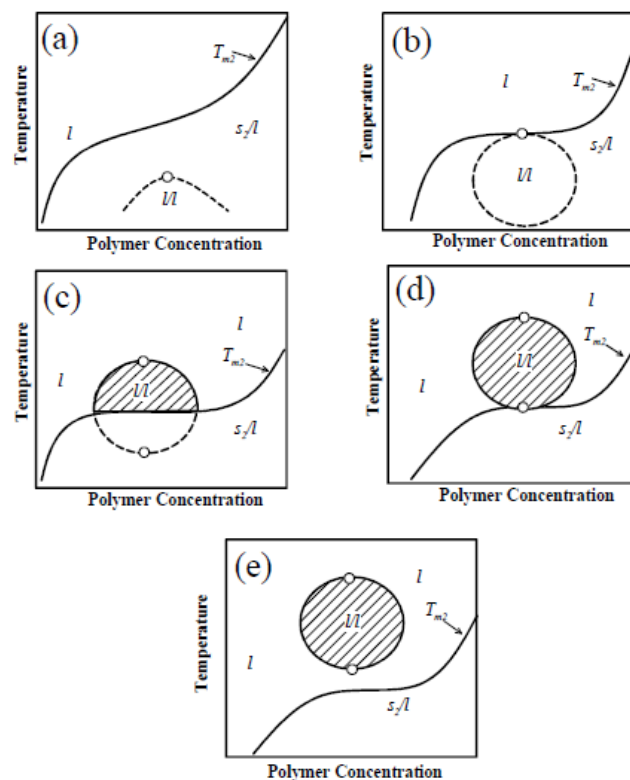 (a)
T_m2
l
s_2/l
l/l
Temperature
Polymer Concentration
(b)
T_m2
l
s_2/l
l/l
Temperature
Polymer Concentration
(c)
l
T_m2
l
l/l
s_2/l
Temperature
Polymer Concentration
(d)
l
T_m2
l/l
l
s_2/l
Temperature
Polymer Concentration
(e)
l
T_m2
l/l
l
s_2/l
Temperature
Polymer Concentration